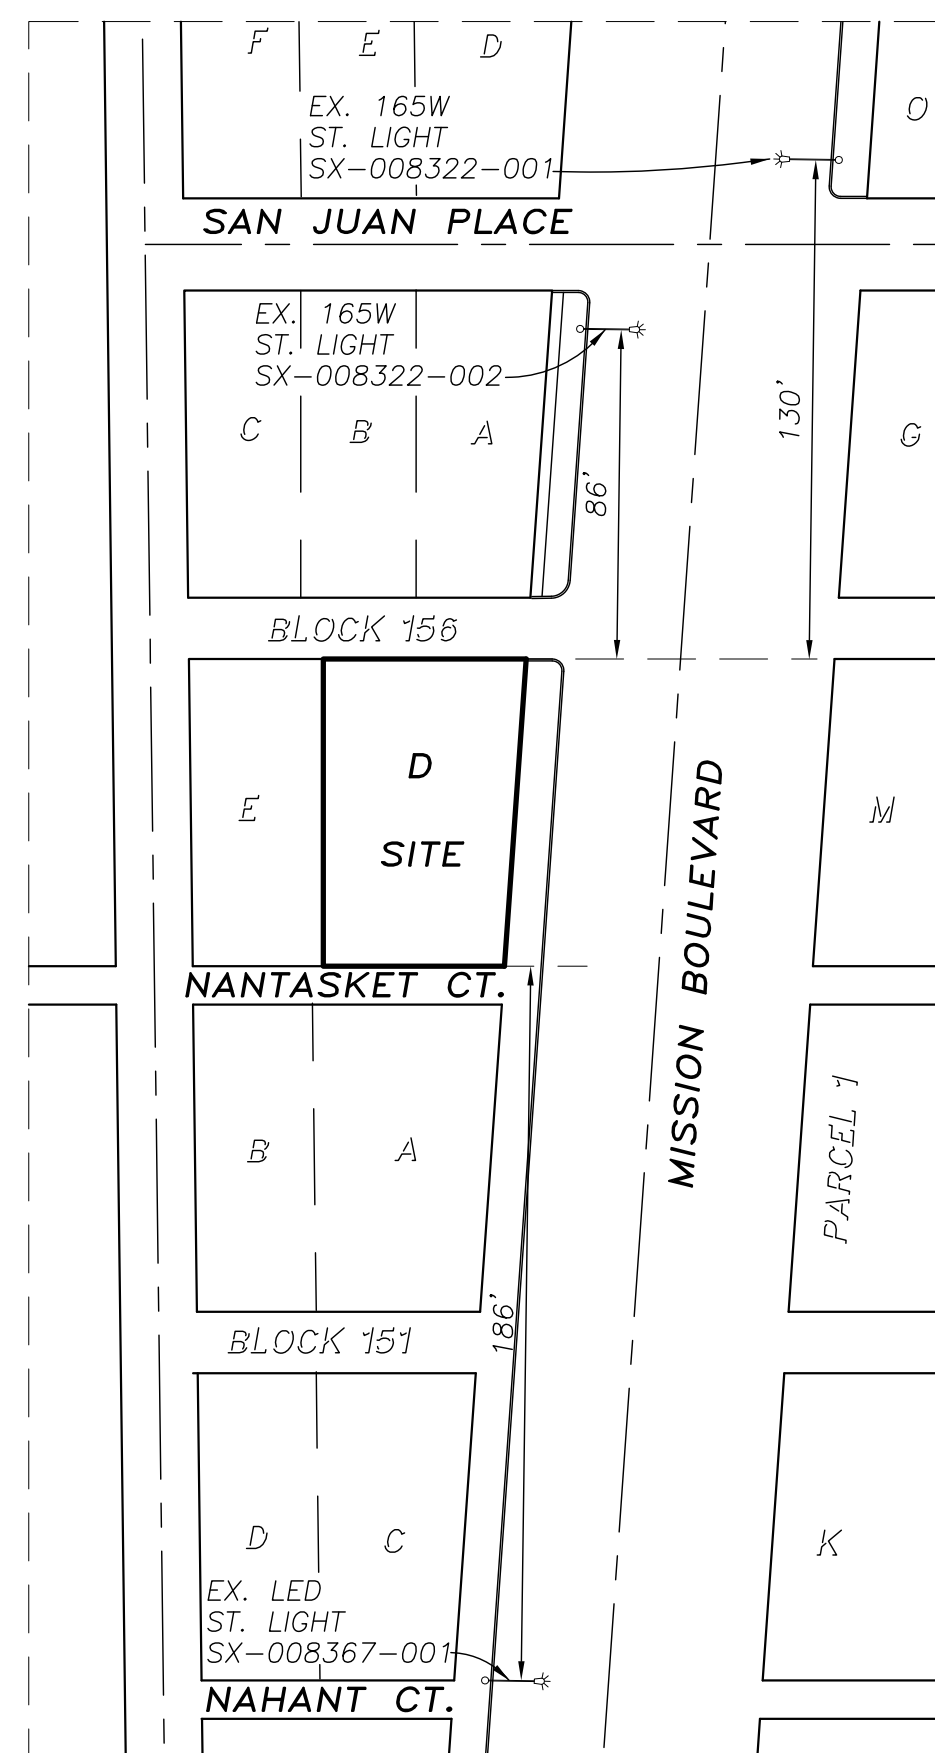 F E D
O
EX. 165W
ST. LIGHT
SX-008322-001
SAN JUAN PLACE
EX. 165W
ST. LIGHT
SX-008322-002
130'
C B A
G
86'
BLOCK 156
D
SITE
E
M
MISSION BOULEVARD
NANTASKET CT.
B A
PARCEL 1
186'
BLOCK 151
D C
K
EX. LED
ST. LIGHT
SX-008367-001
NAHANT CT.